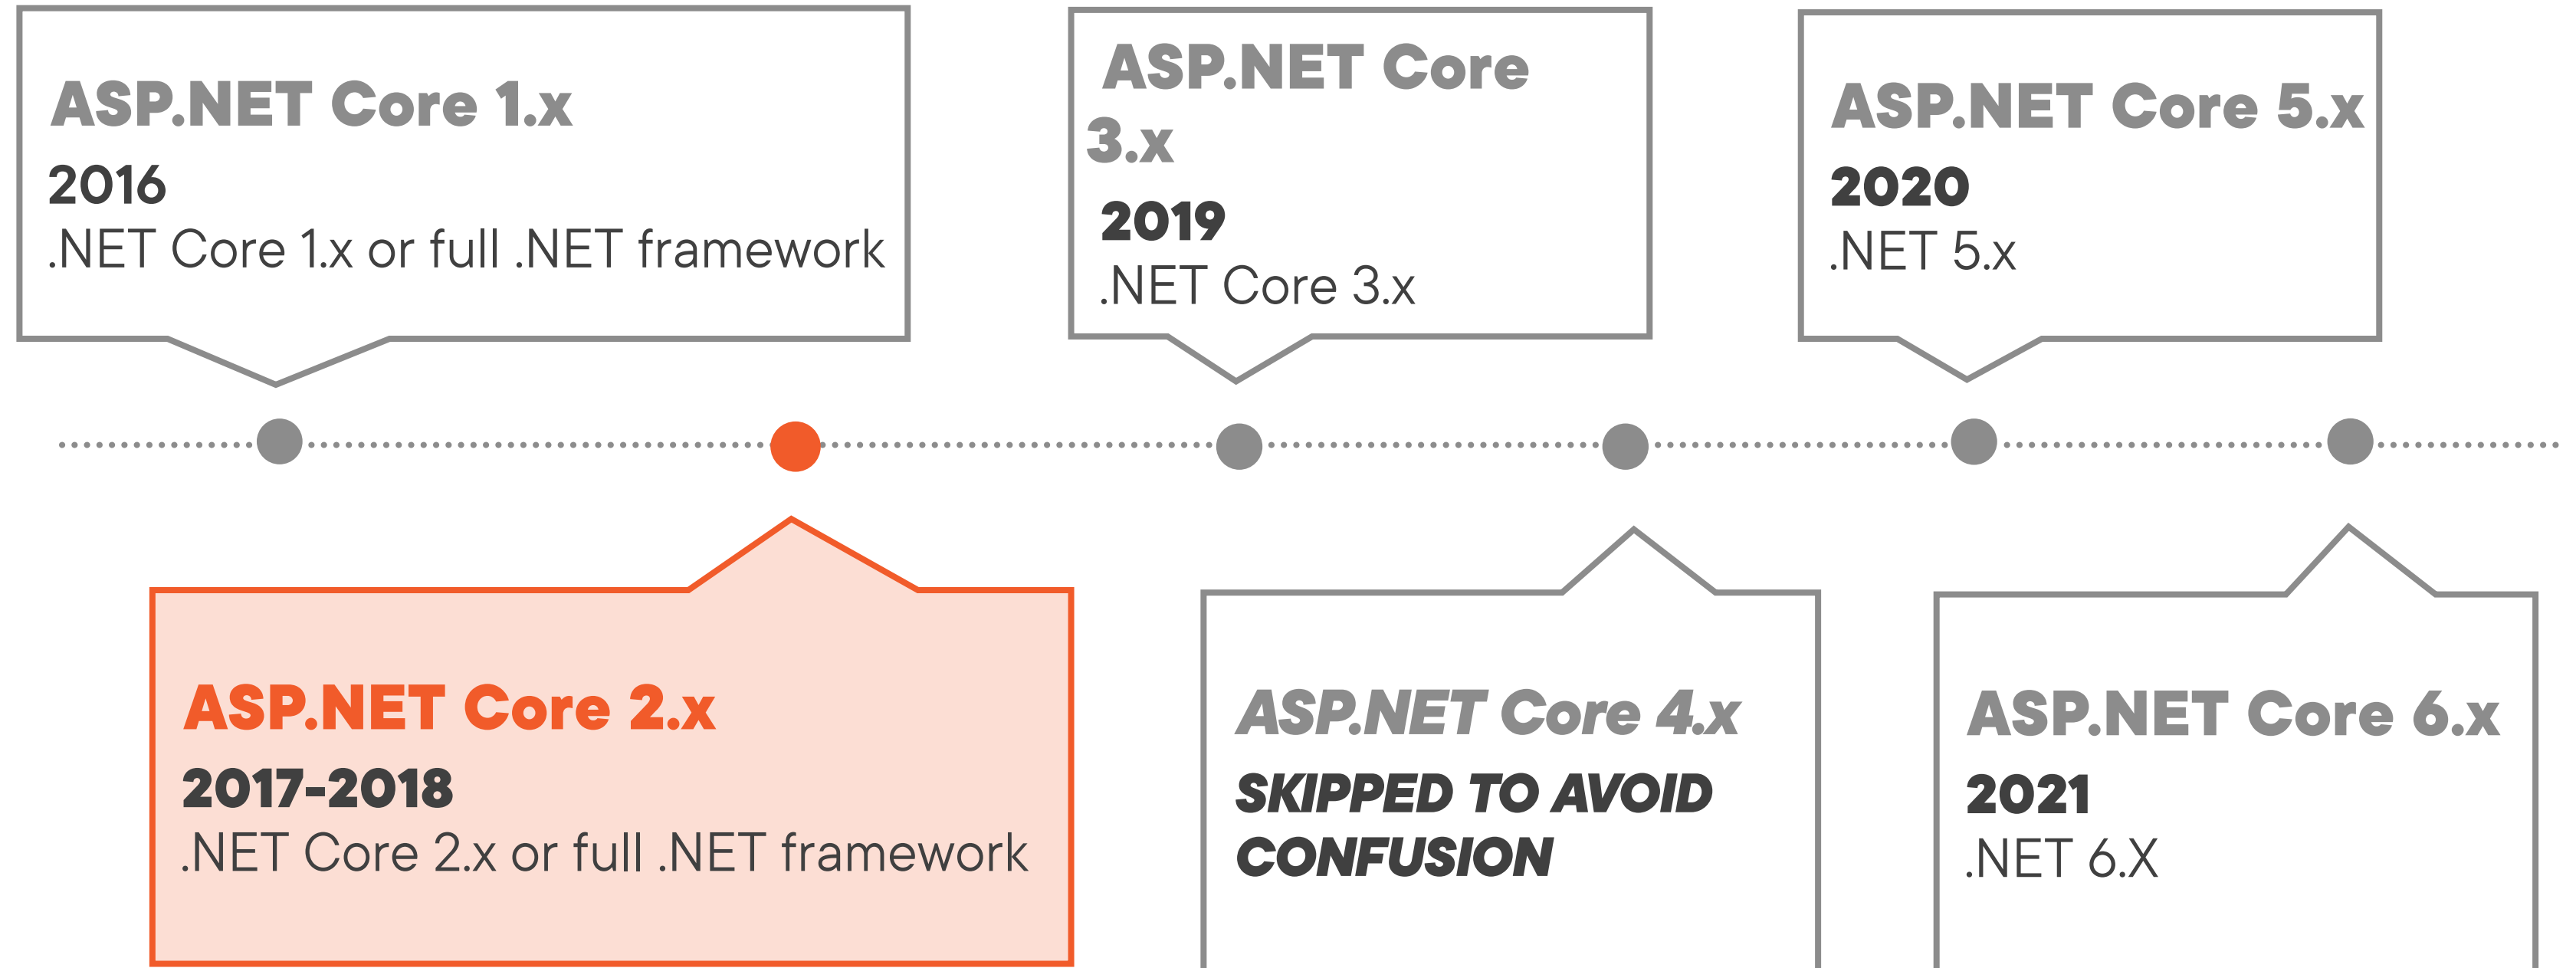 ASP.NET Core 1.x
2016
.NET Core 1.x or full .NET framework
ASP.NET Core 2.x
2017-2018
.NET Core 2.x or full .NET framework
ASP.NET Core
3.x
2019
.NET Core 3.x
ASP.NET Core 4.x
SKIPPED TO AVOID
CONFUSION
ASP.NET Core 5.x
2020
.NET 5.x
ASP.NET Core 6.x
2021
.NET 6.X